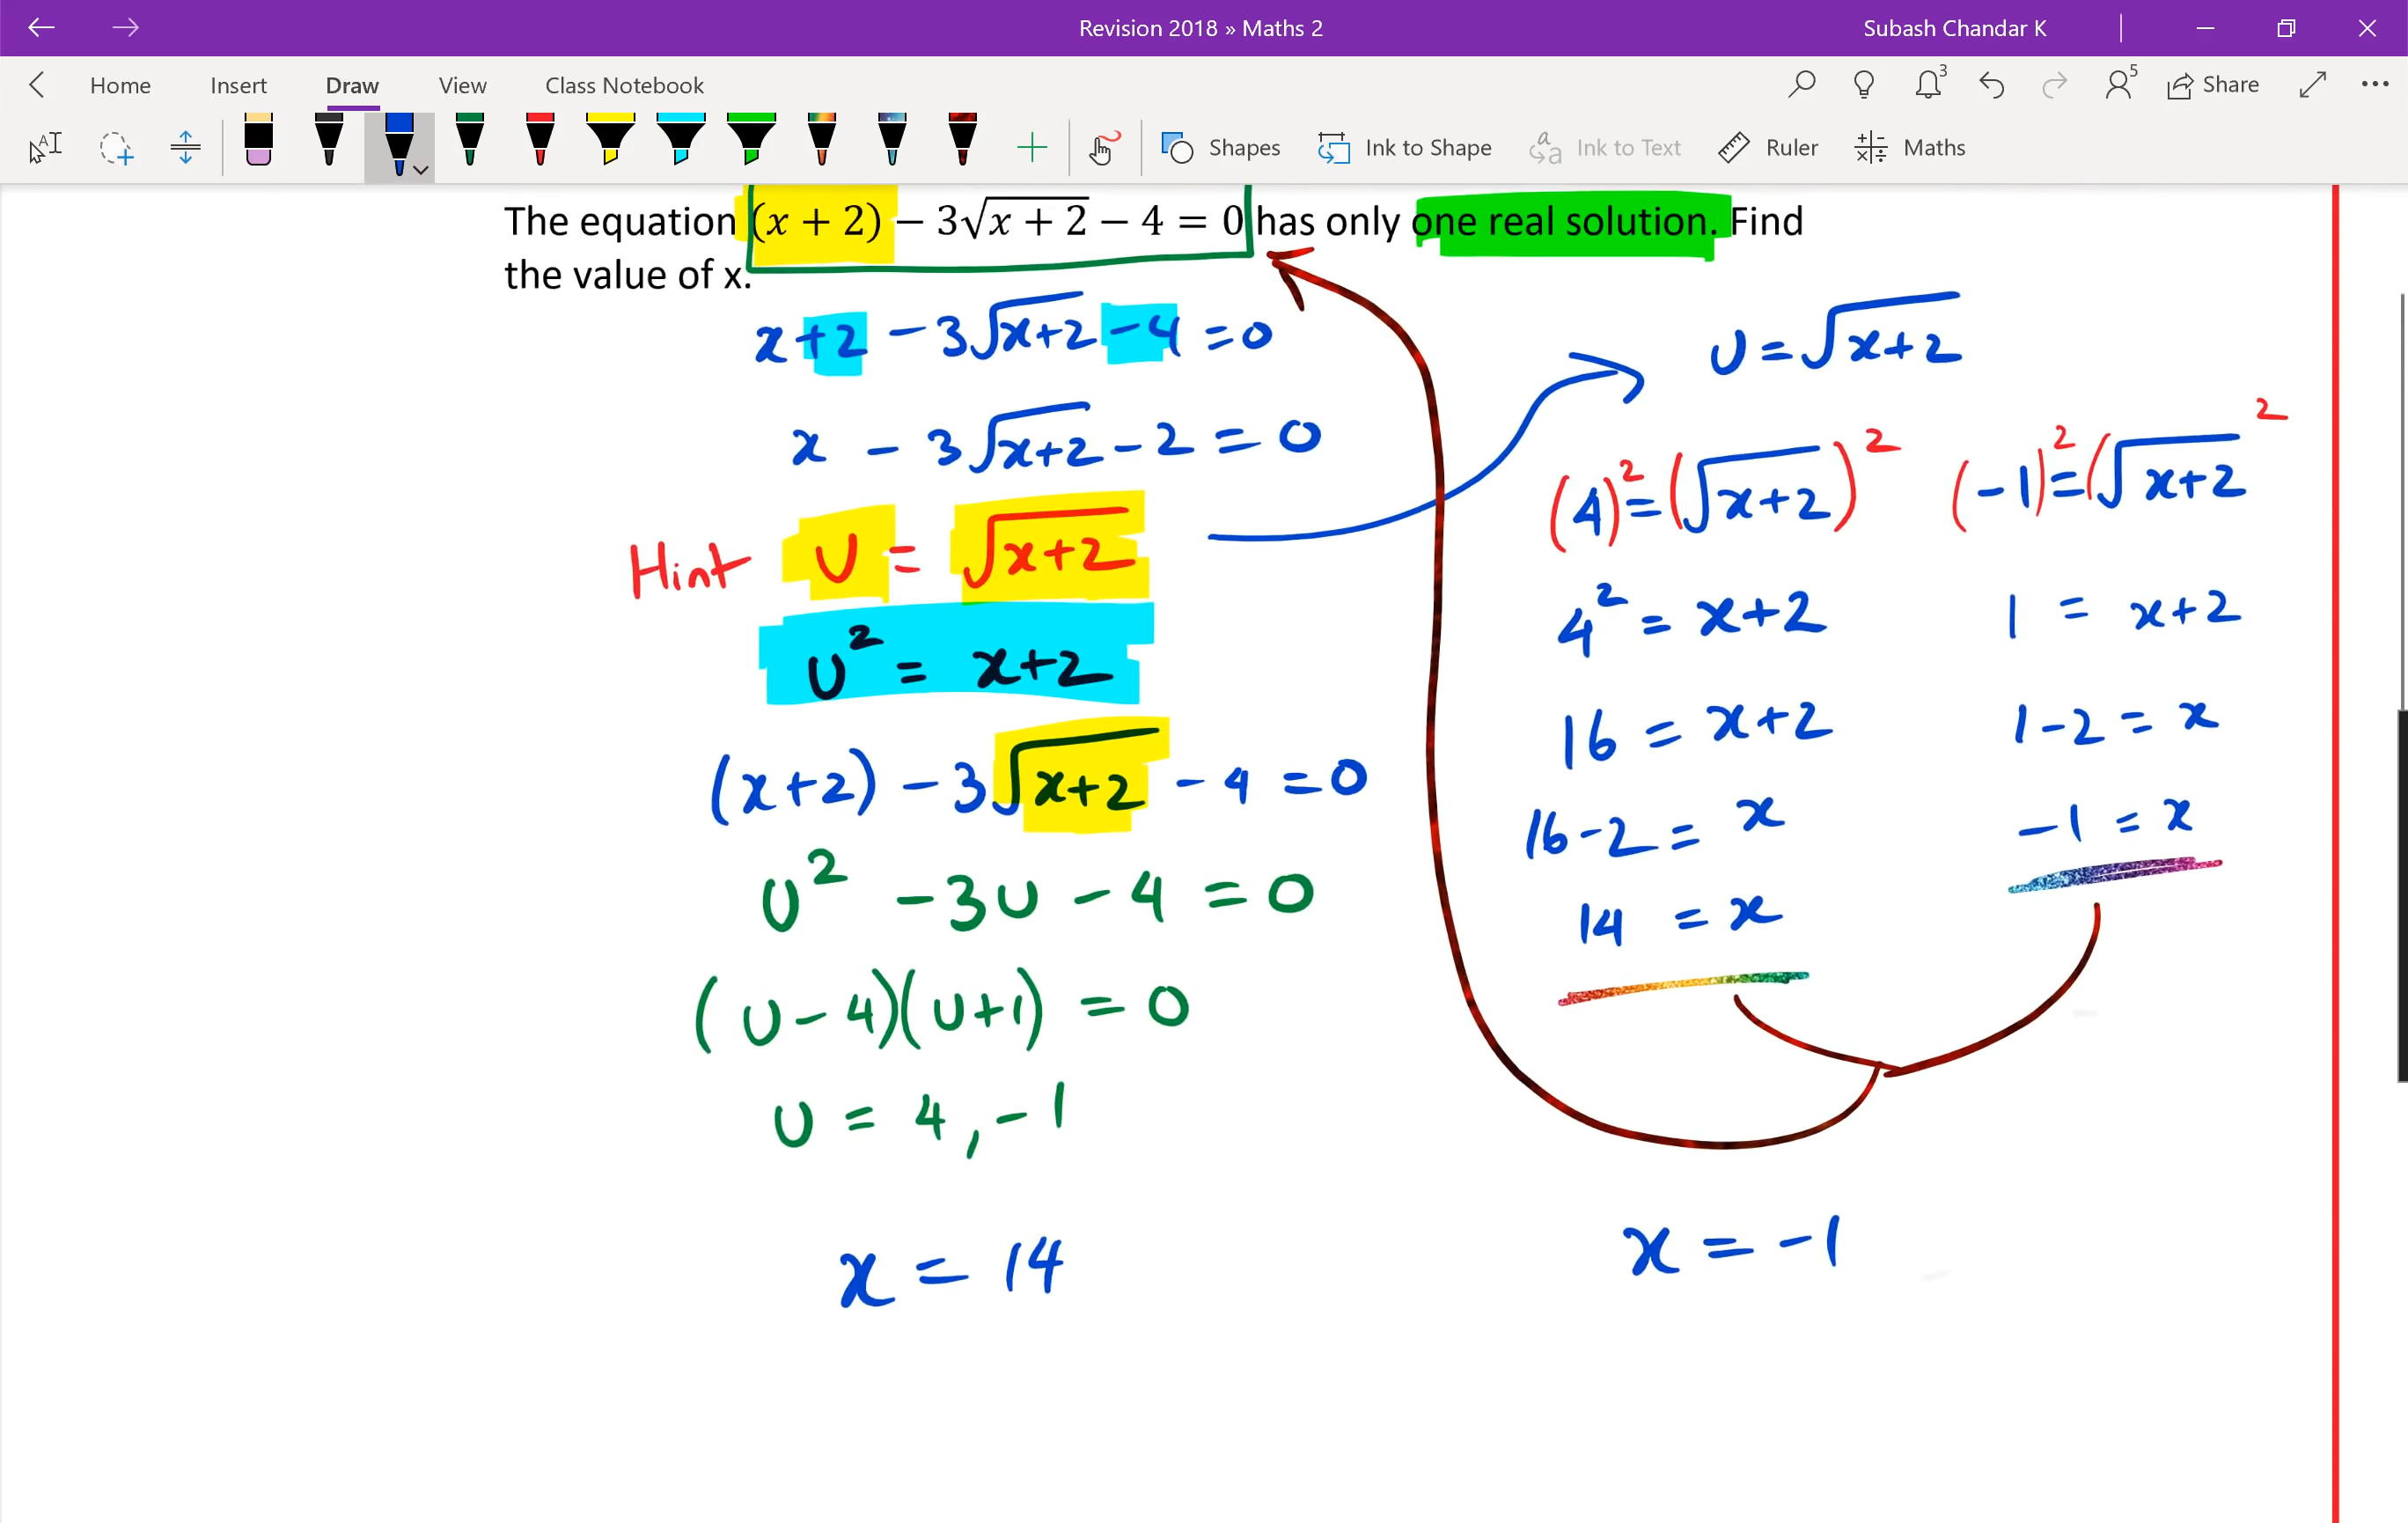 Revision 2018 » Maths 2
Subash Chandar K
Home Insert Draw View Class Notebook
3 5 Share
Shapes Ink to Shape Ink to Text Ruler Maths
The equation (x + 2) − 3√(x + 2) − 4 = 0 has only one real solution. Find
the value of x.
x+2 −3√(x+2) −4 =0
x − 3√(x+2) − 2 = 0
Hint U = √(x+2)
U² = x+2
(x+2) −3√(x+2) − 4 =0
U² −3U − 4 = 0
(U−4)(U+1) = 0
U = 4, −1
x = 14
U = √(x+2)
(4)² = (√(x+2))²
4² = x+2
16 = x+2
16−2 = x
14 = x
(−1)² = (√(x+2)²
1 = x+2
1−2 = x
−1 = x
x = −1